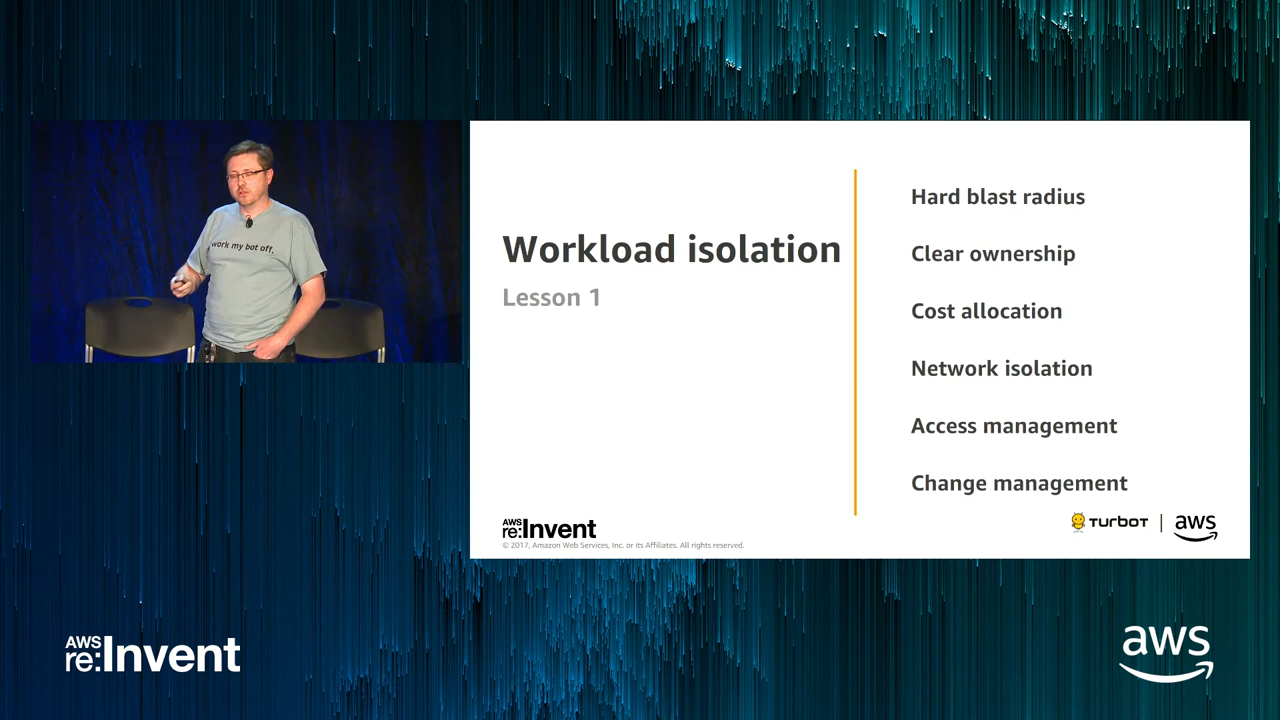 work my bot off.
Workload isolation
Lesson 1
Hard blast radius
Clear ownership
Cost allocation
Network isolation
Access management
Change management
AWS
re:Invent
© 2017, Amazon Web Services, Inc. or its Affiliates. All rights reserved.
TURBOT | aws
AWS
re:Invent
aws